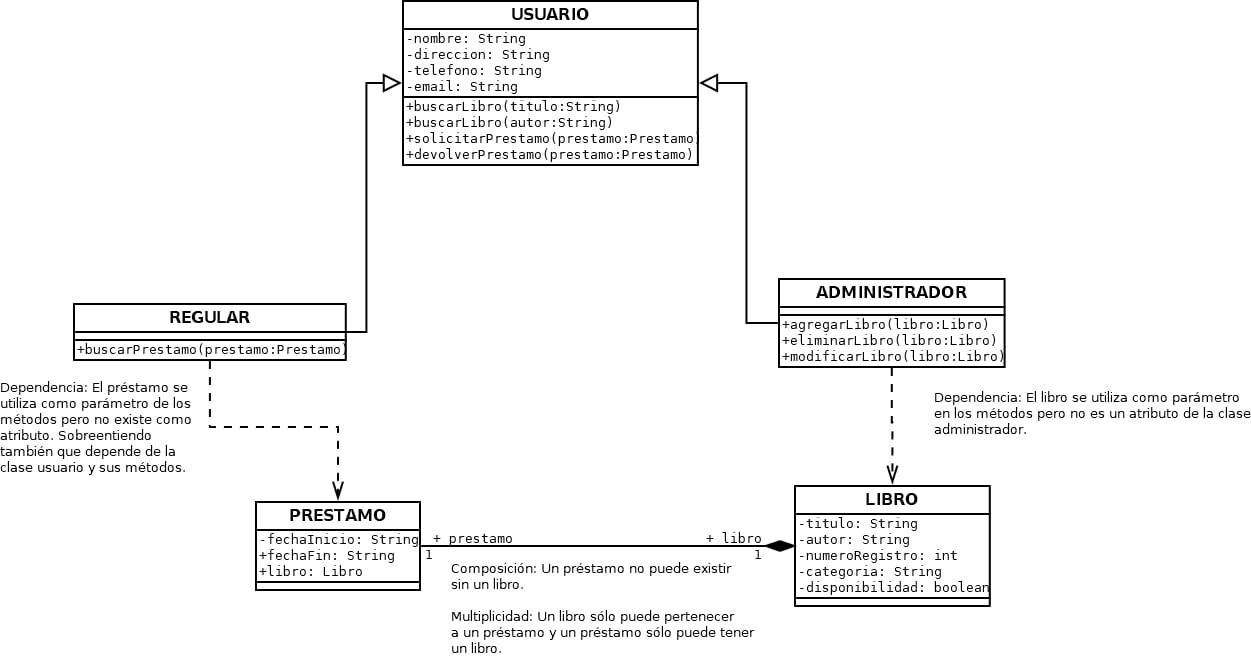 USUARIO
-nombre: String
-direccion: String
-telefono: String
-email: String
+buscarLibro(titulo:String)
+buscarLibro(autor:String)
+solicitarPrestamo(prestamo:Prestamo)
+devolverPrestamo(prestamo:Prestamo)
REGULAR
+buscarPrestamo(prestamo:Prestamo)
ADMINISTRADOR
+agregarLibro(libro:Libro)
+eliminarLibro(libro:Libro)
+modificarLibro(libro:Libro)
Dependencia: El préstamo se
utiliza como parámetro de los
métodos pero no existe como
atributo. Sobreentiendo
también que depende de la
clase usuario y sus métodos.
Dependencia: El libro se utiliza como parámetro
en los métodos pero no es un atributo de la clase
administrador.
PRESTAMO
-fechaInicio: String
+fechaFin: String
+libro: Libro
+ prestamo
1
+ libro
1
Composición: Un préstamo no puede existir
sin un libro.
Multiplicidad: Un libro sólo puede pertenecer
a un préstamo y un préstamo sólo puede tener
un libro.
LIBRO
-titulo: String
-autor: String
-numeroRegistro: int
-categoria: String
-disponibilidad: boolean